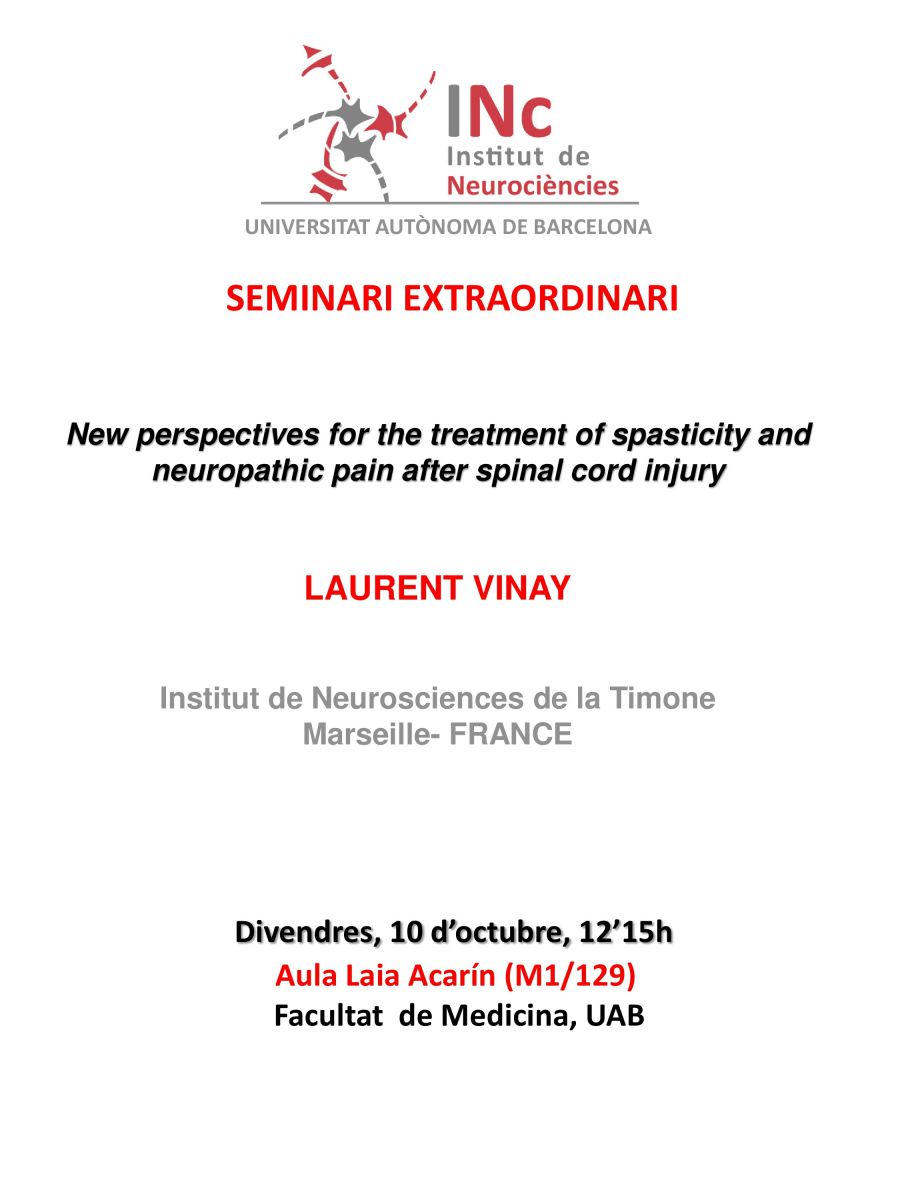 INc
Institut de
Neurociències
UNIVERSITAT AUTÒNOMA DE BARCELONA
SEMINARI EXTRAORDINARI
New perspectives for the treatment of spasticity and
neuropathic pain after spinal cord injury
LAURENT VINAY
Institut de Neurosciences de la Timone
Marseille- FRANCE
Divendres, 10 d’octubre, 12’15h
Aula Laia Acarín (M1/129)
Facultat  de Medicina, UAB